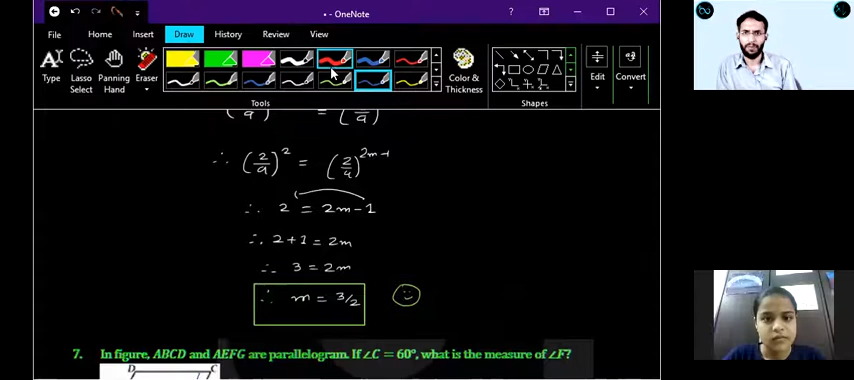 OneNote
File Home Insert Draw History Review View
Type Lasso Select Panning Hand Eraser Color & Thickness Edit Convert
Tools Shapes
∴ (2/9)² = (2/9)^(2m-1)
∴ 2 = 2m-1
∴ 2+1 = 2m
∴ 3 = 2m
∴ m = 3/2
7. In figure, ABCD and AEFG are parallelogram. If ∠C = 60°, what is the measure of ∠F?
D C